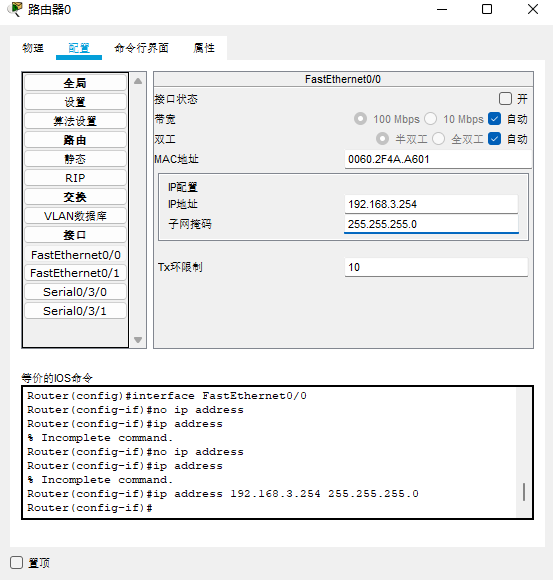 路由器0
物理 配置 命令行界面 属性
全局
设置
算法设置
路由
静态
RIP
交换
VLAN数据库
接口
FastEthernet0/0
FastEthernet0/1
Serial0/3/0
Serial0/3/1
FastEthernet0/0
接口状态 开
带宽 100 Mbps 10 Mbps 自动
双工 半双工 全双工 自动
MAC地址 0060.2F4A.A601
IP配置
IP地址 192.168.3.254
子网掩码 255.255.255.0
Tx环限制 10
等价的IOS命令
Router(config)#interface FastEthernet0/0
Router(config-if)#no ip address
Router(config-if)#ip address
% Incomplete command.
Router(config-if)#no ip address
Router(config-if)#ip address
% Incomplete command.
Router(config-if)#ip address 192.168.3.254 255.255.255.0
Router(config-if)#
置顶